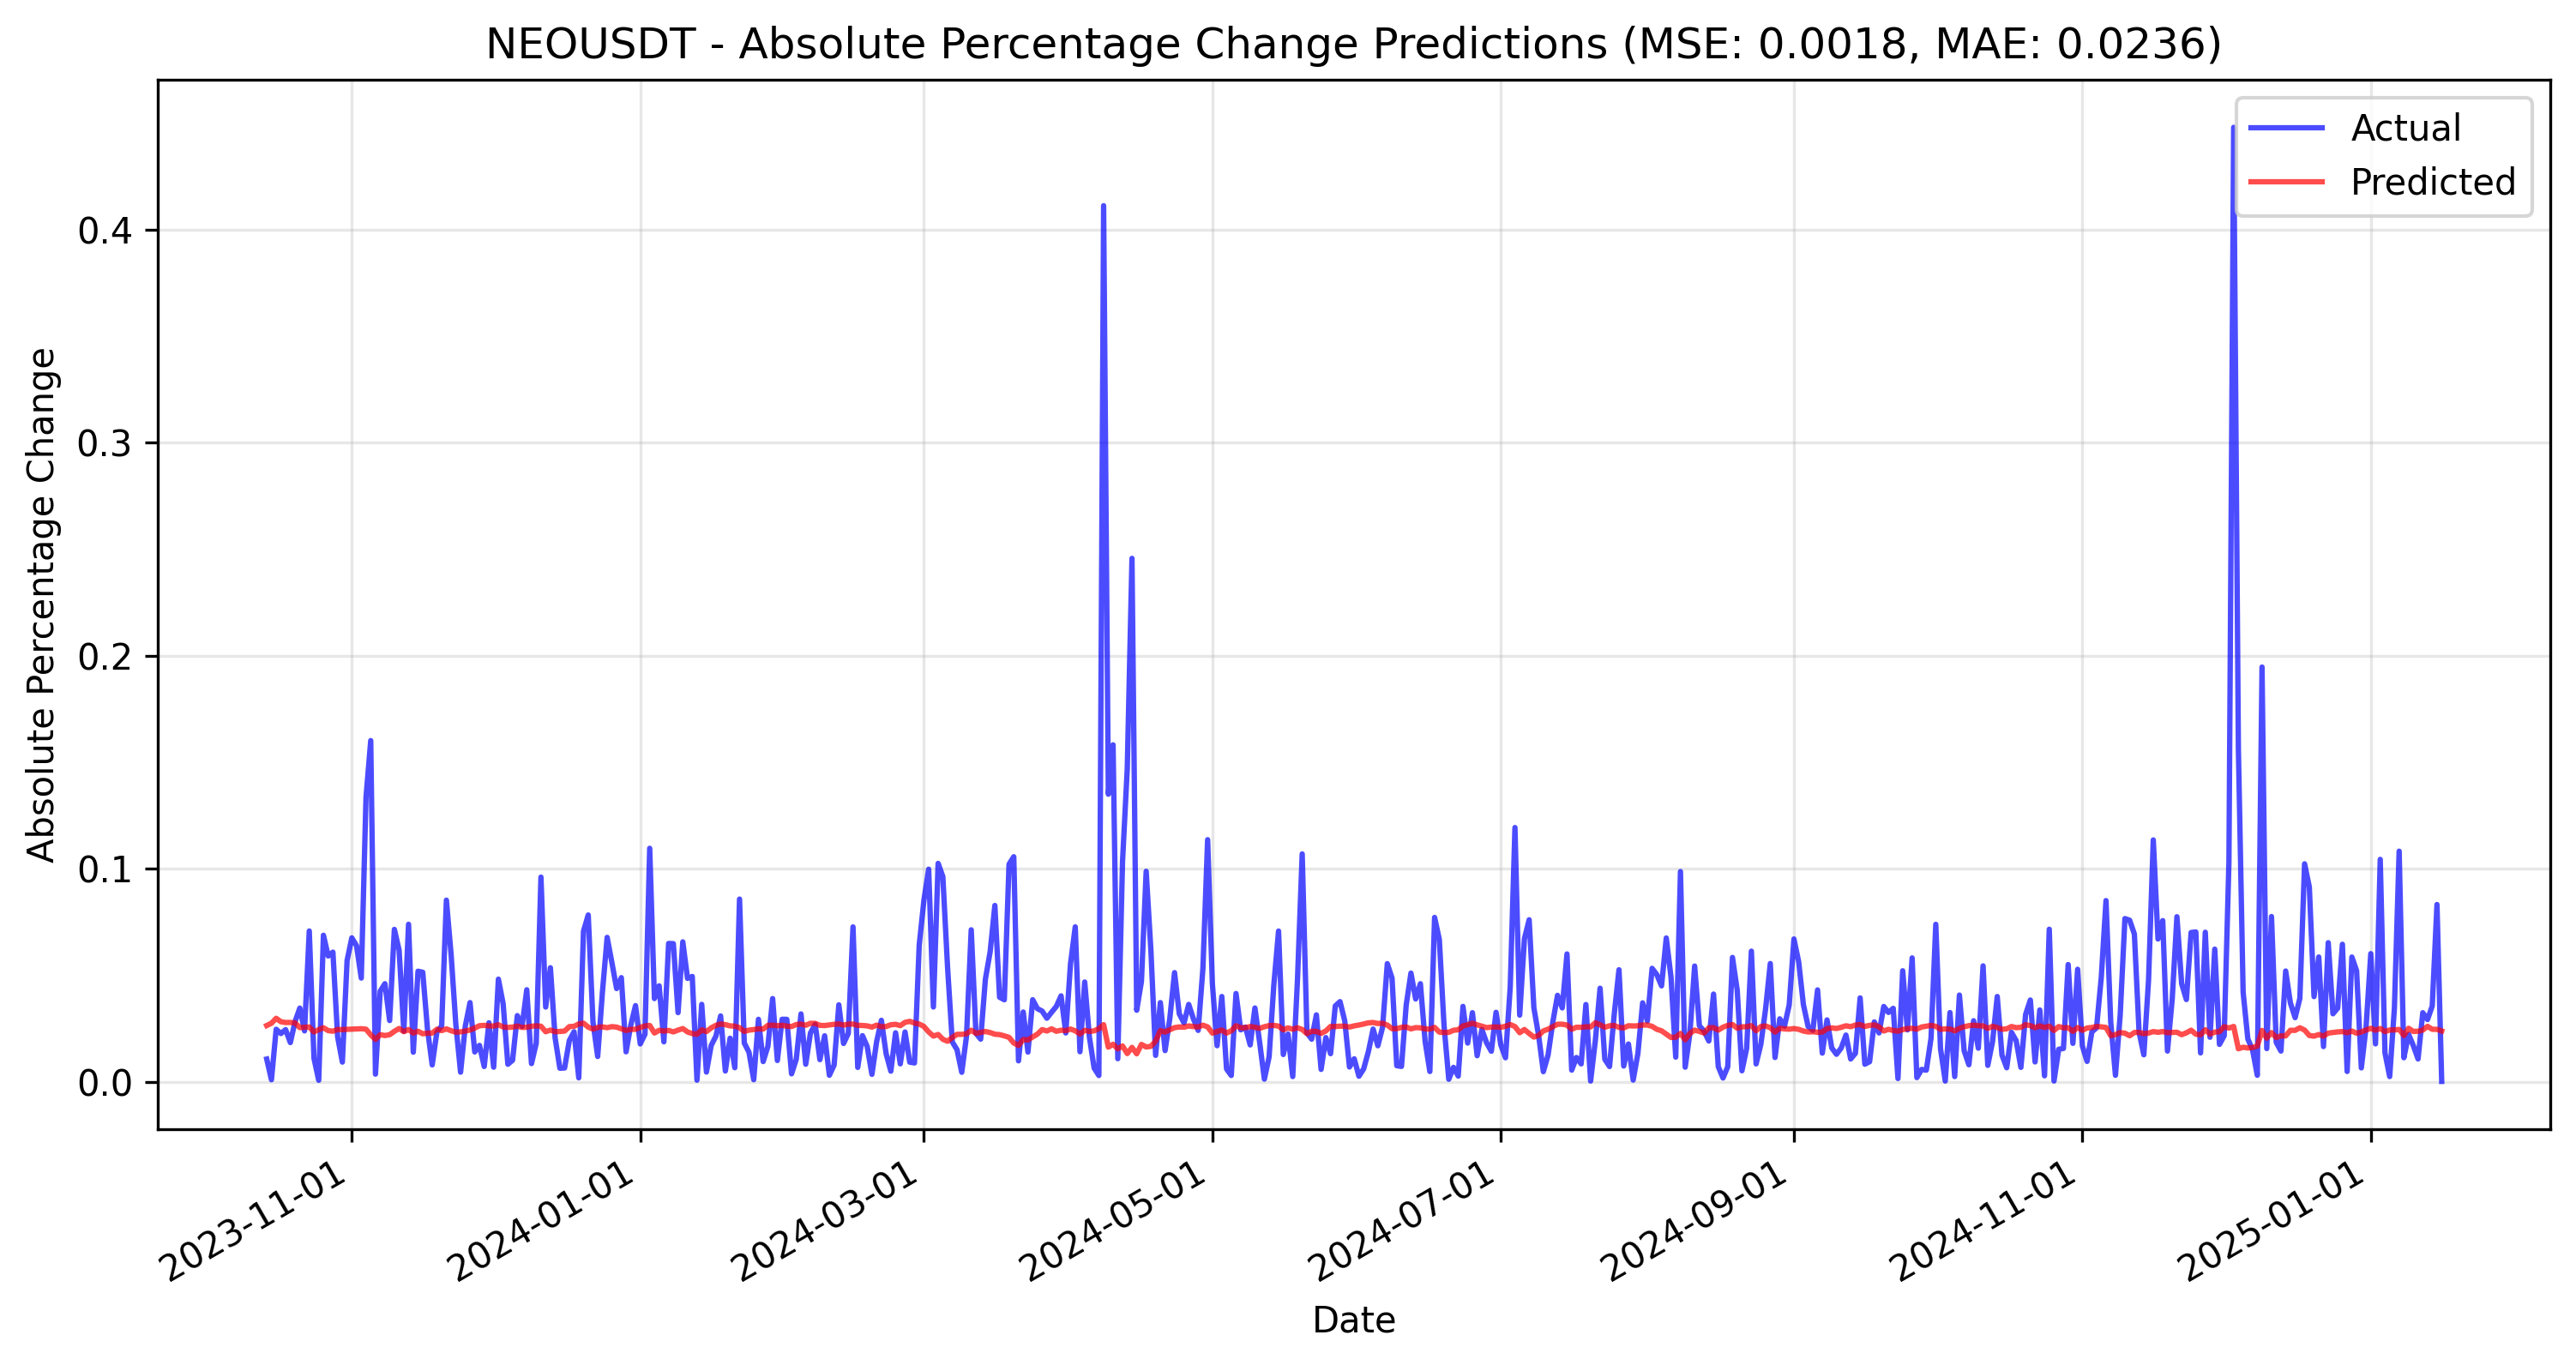 NEOUSDT - Absolute Percentage Change Predictions (MSE: 0.0018, MAE: 0.0236)
Actual
Predicted
Absolute Percentage Change
0.4
0.3
0.2
0.1
0.0
2023-11-01
2024-01-01
2024-03-01
2024-05-01
2024-07-01
2024-09-01
2024-11-01
2025-01-01
Date